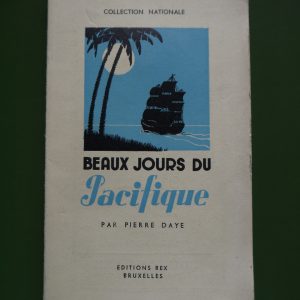 COLLECTION NATIONALE
BEAUX JOURS DU
Pacifique
PAR PIERRE DAYE
EDITIONS REX
BRUXELLES